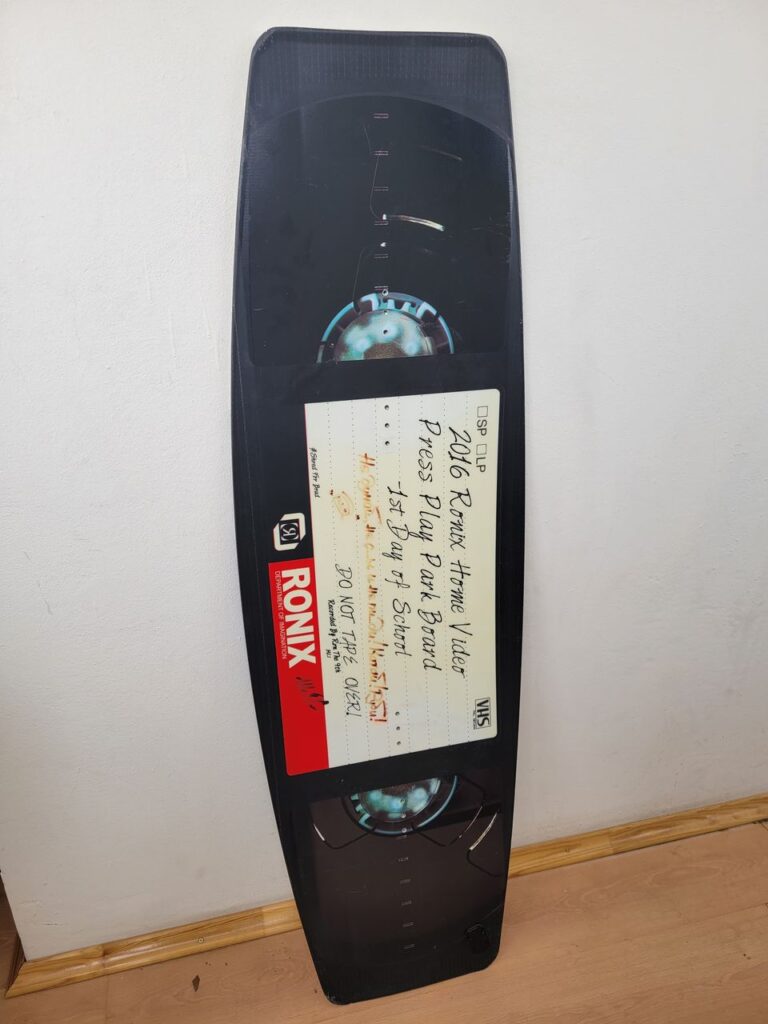 ☐SP ☐LP
2016 Ronix Home Video
Press Play Park Board
-1st Day of School
DO NOT TAPE OVER!
VHS
RONIX
DEPARTMENT OF IMAGINATION